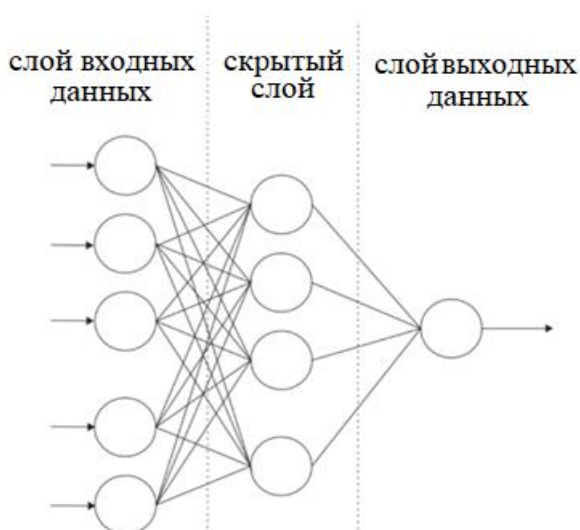 слой входных
данных
скрытый
слой
слой выходных
данных